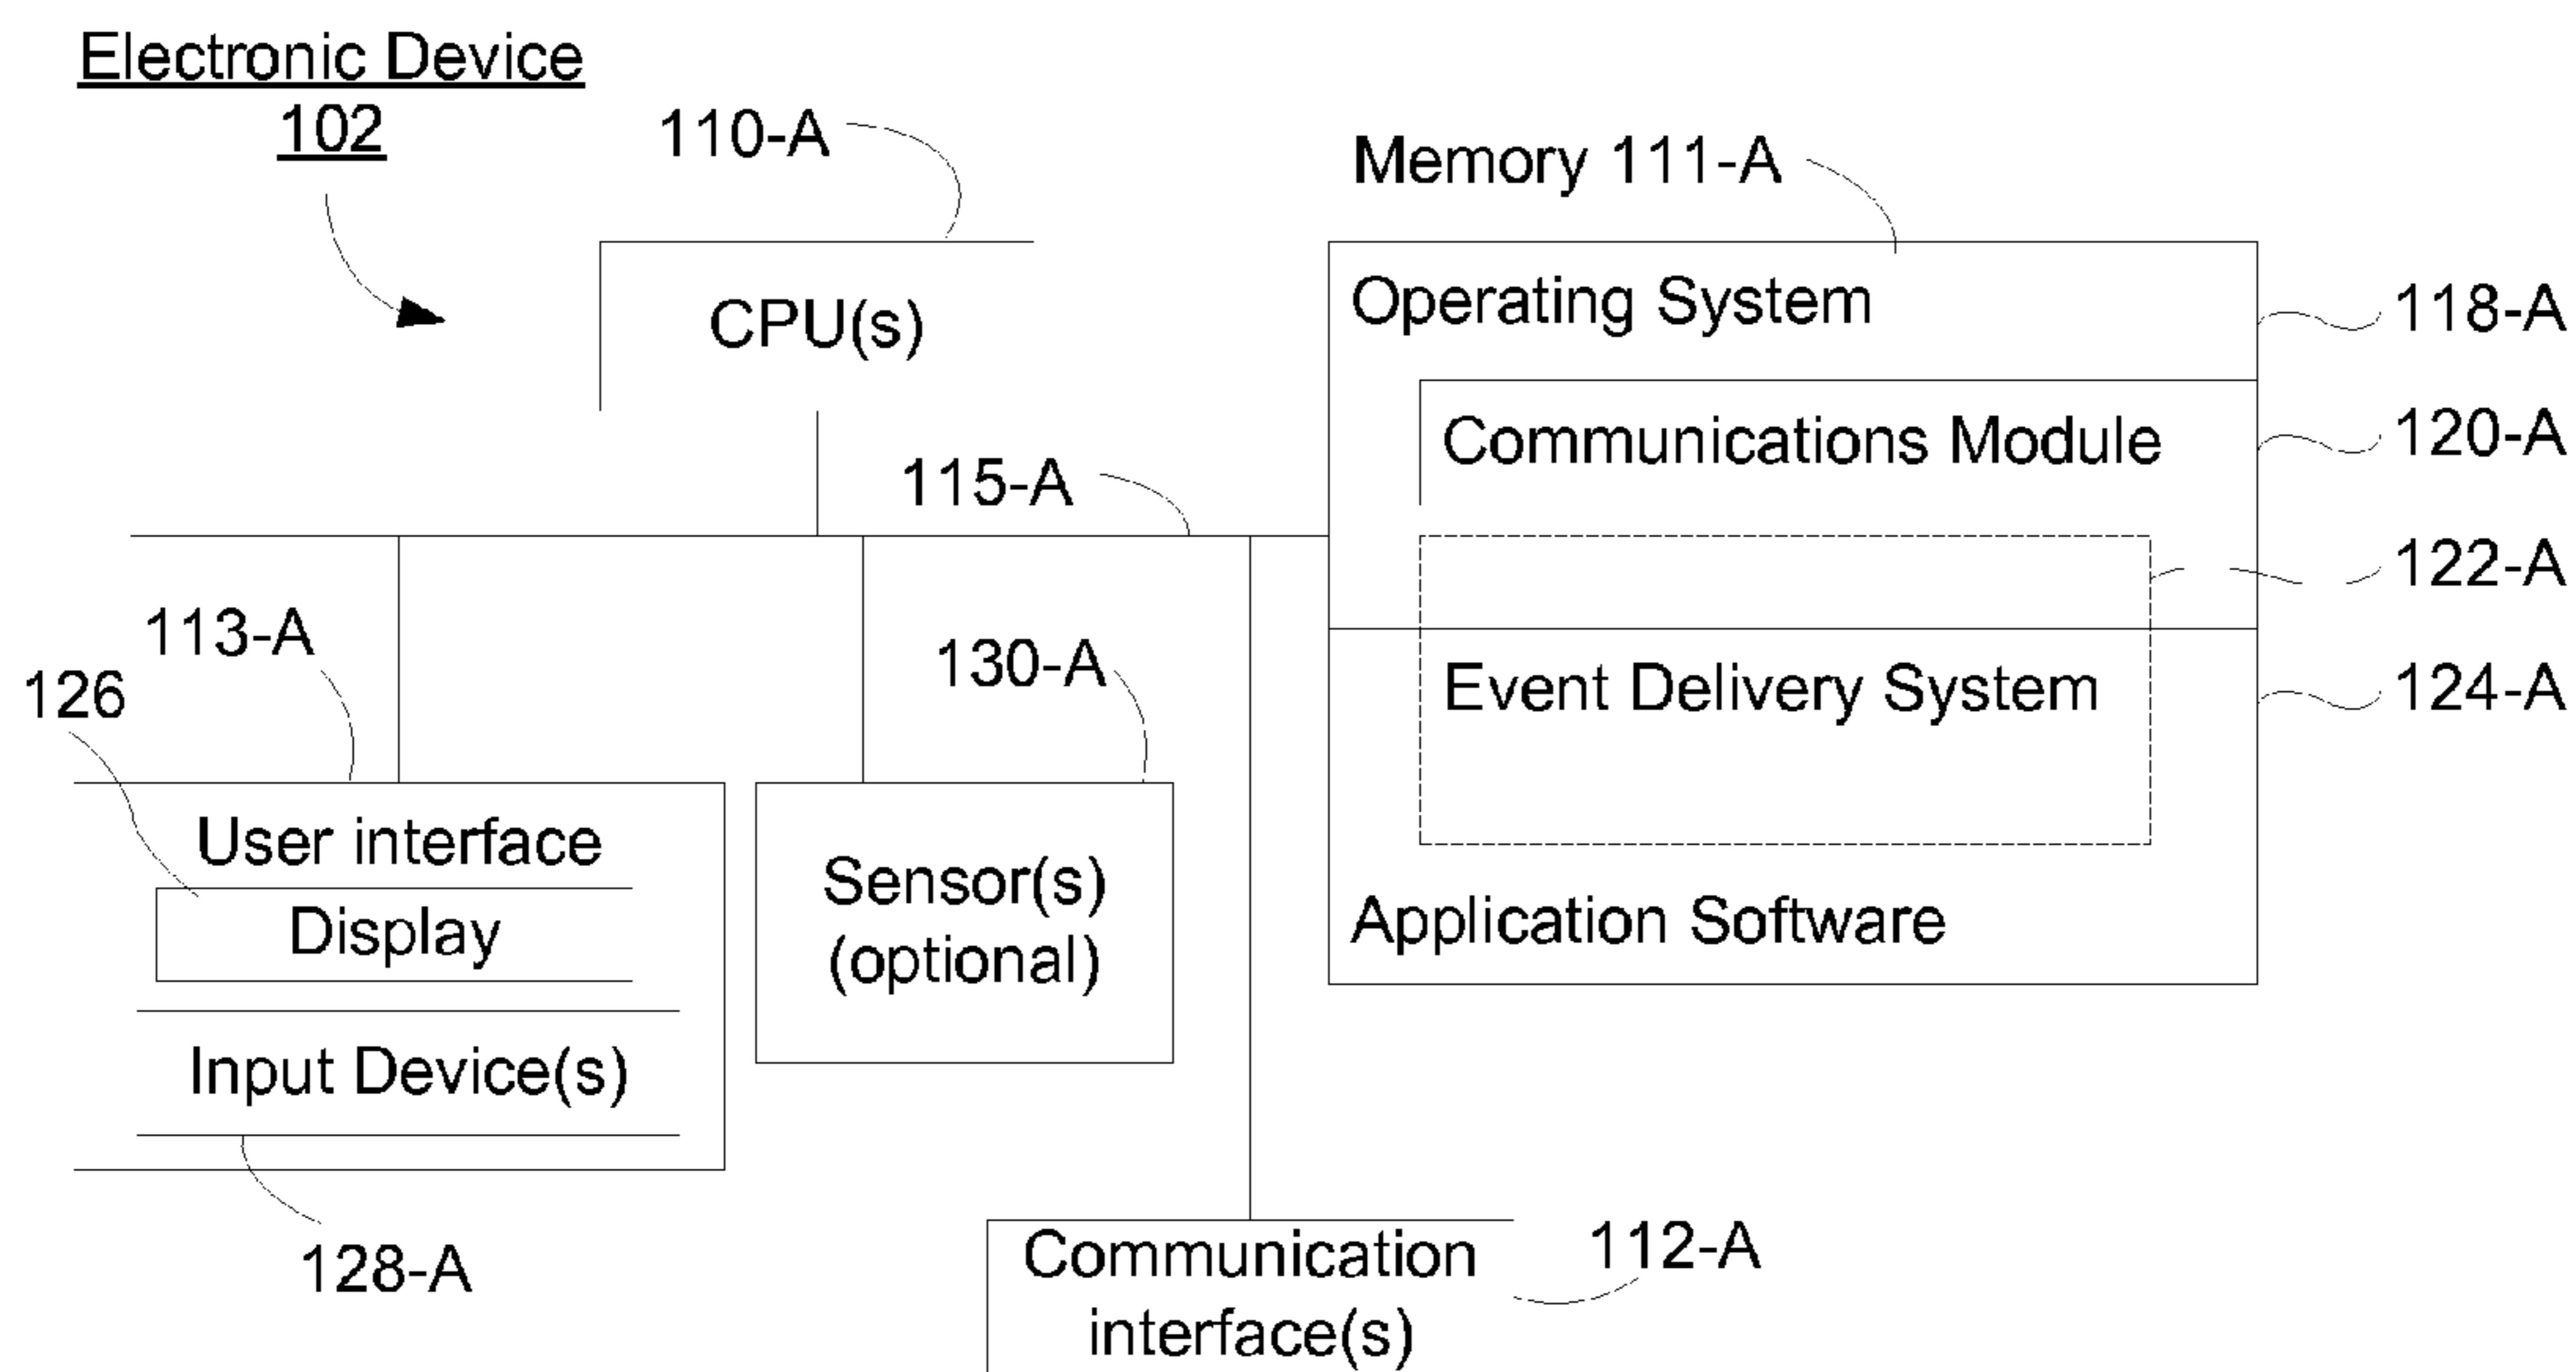 Electronic Device
102
110-A
Memory 111-A
CPU(s)
Operating System
118-A
Communications Module
120-A
115-A
122-A
113-A
126
130-A
Event Delivery System
124-A
User interface
Display
Input Device(s)
128-A
Sensor(s)
(optional)
Application Software
Communication
interface(s)
112-A